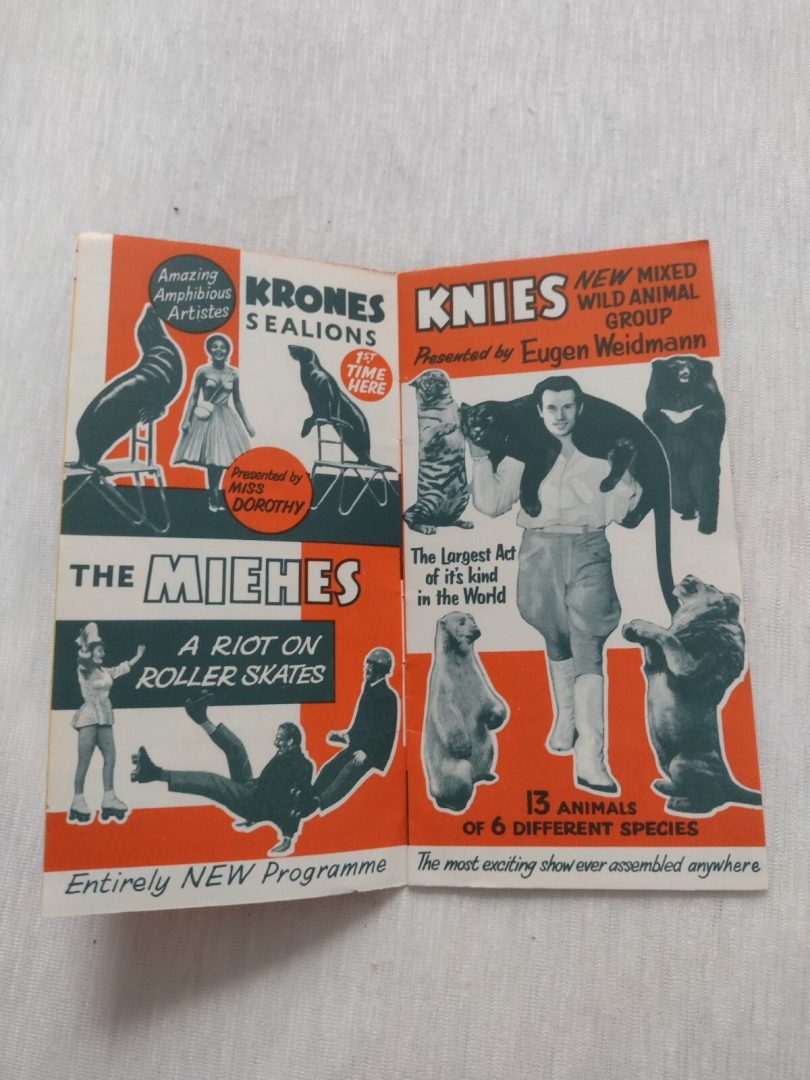 Amazing
Amphibious
Artistes
KRONES
SEALIONS
1ST
TIME
HERE
Presented by
MISS
DOROTHY
THE MIEHES
A RIOT ON
ROLLER SKATES
Entirely NEW Programme
KNIES NEW MIXED
WILD ANIMAL
GROUP
Presented by Eugen Weidmann
The Largest Act
of it's kind
in the World
13 ANIMALS
OF 6 DIFFERENT SPECIES
The most exciting show ever assembled anywhere